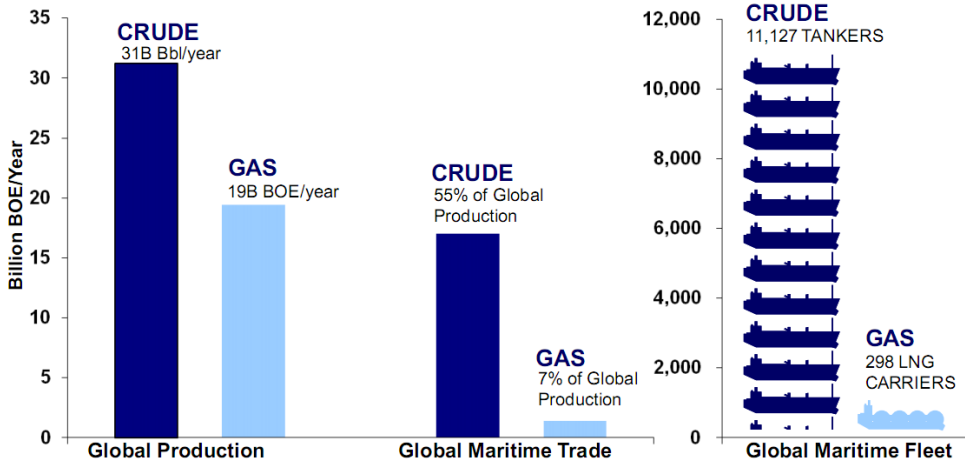 35
30
25
20
15
10
5
0
Billion BOE/Year
CRUDE
31B Bbl/year
GAS
19B BOE/year
CRUDE
55% of Global
Production
GAS
7% of Global
Production
Global Production
Global Maritime Trade
12,000
10,000
8,000
6,000
4,000
2,000
0
CRUDE
11,127 TANKERS
GAS
298 LNG
CARRIERS
Global Maritime Fleet